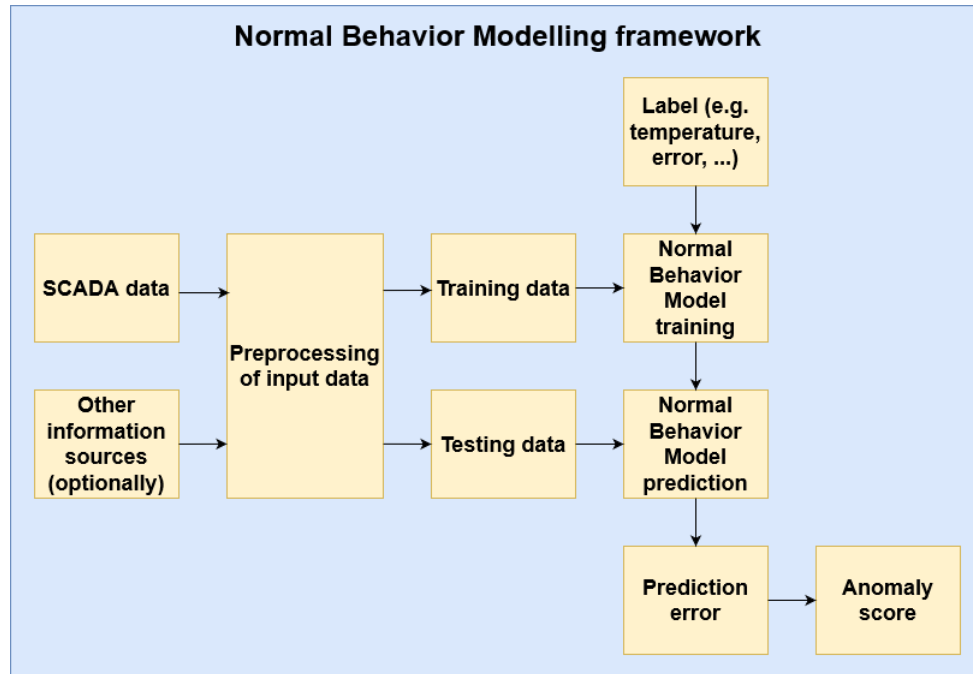 Normal Behavior Modelling framework
Label (e.g.
temperature,
error, ...)
SCADA data
Preprocessing
of input data
Training data
Normal
Behavior
Model
training
Other
information
sources
(optionally)
Testing data
Normal
Behavior
Model
prediction
Prediction
error
Anomaly
score